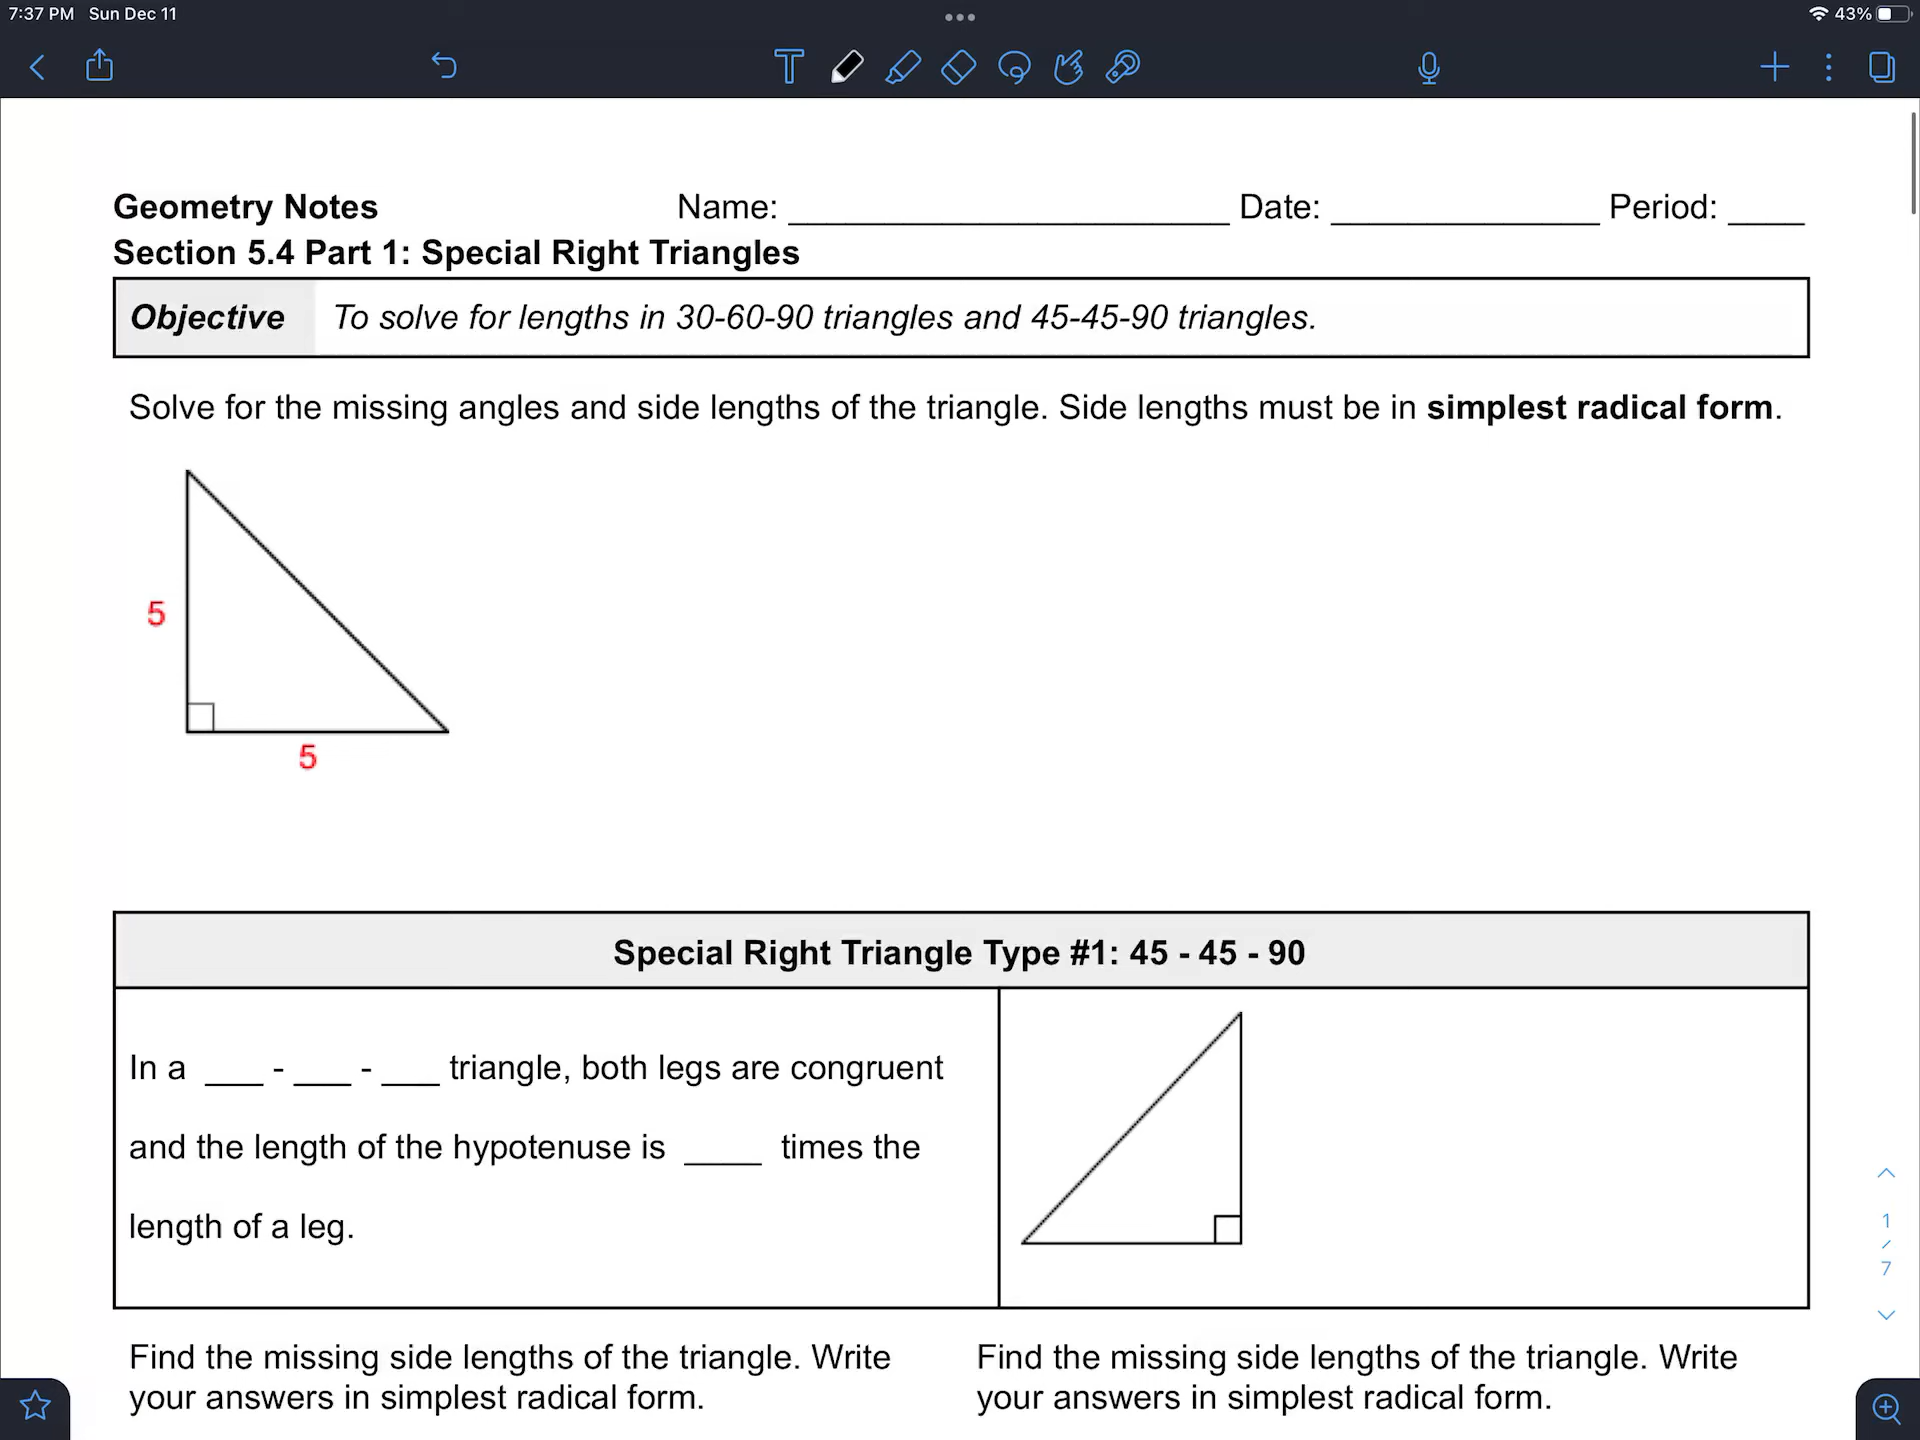 7:37 PM Sun Dec 11
43%
Geometry Notes Name: ________________________ Date: ______________ Period: ____
Section 5.4 Part 1: Special Right Triangles
Objective To solve for lengths in 30-60-90 triangles and 45-45-90 triangles.
Solve for the missing angles and side lengths of the triangle. Side lengths must be in simplest radical form.
5
5
Special Right Triangle Type #1: 45 - 45 - 90
In a ___ - ___ - ___ triangle, both legs are congruent
and the length of the hypotenuse is ____ times the
length of a leg.
1
/
7
Find the missing side lengths of the triangle. Write
your answers in simplest radical form.
Find the missing side lengths of the triangle. Write
your answers in simplest radical form.